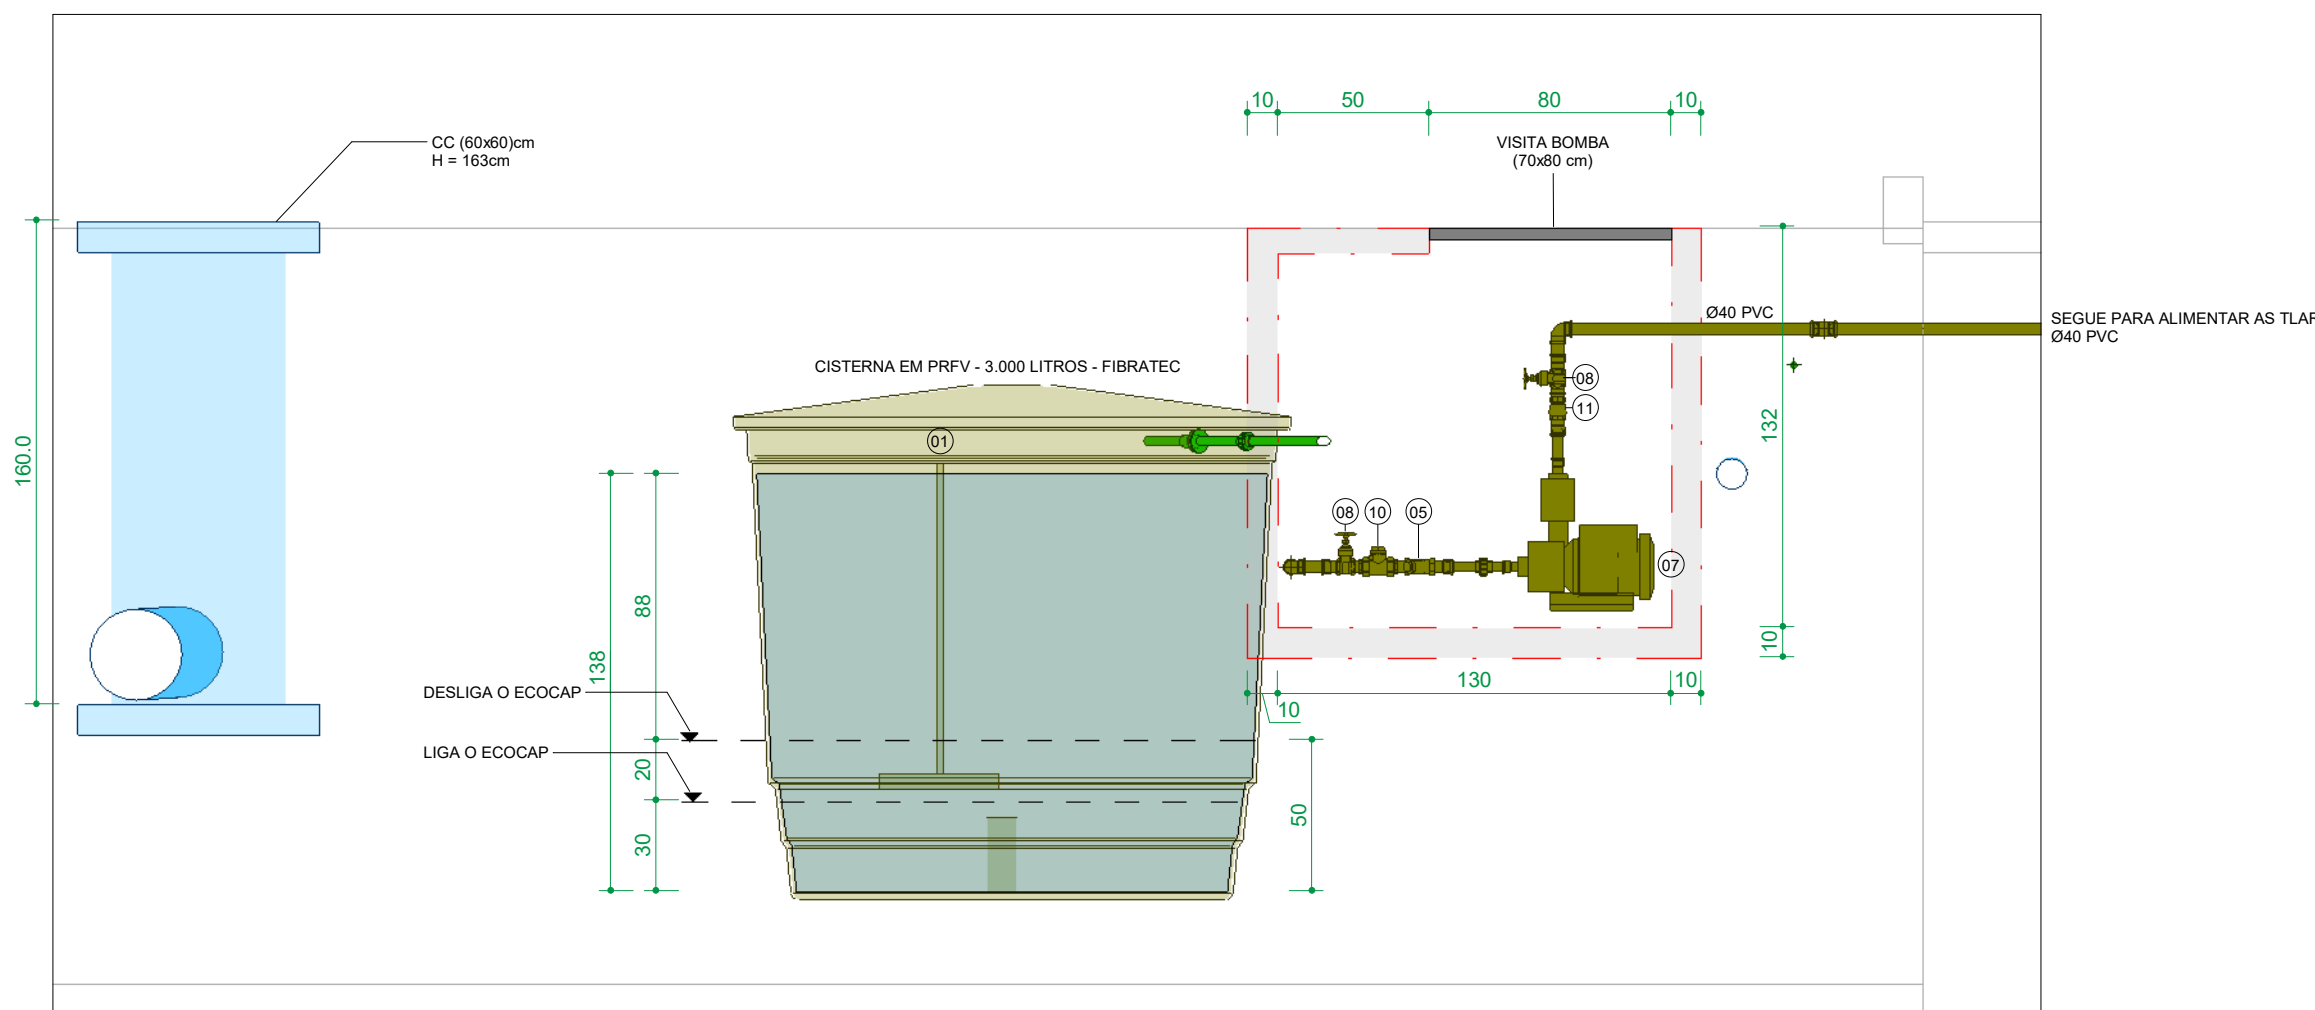 10
50
80
10
CC (60x60)cm
H = 163cm
VISITA BOMBA
(70x80 cm)
Ø40 PVC
SEGUE PARA ALIMENTAR AS TLAF
Ø40 PVC
CISTERNA EM PRFV - 3.000 LITROS - FIBRATEC
08
11
132
01
160.0
08
10
05
07
88
138
10
130
10
10
DESLIGA O ECOCAP
LIGA O ECOCAP
20
50
30